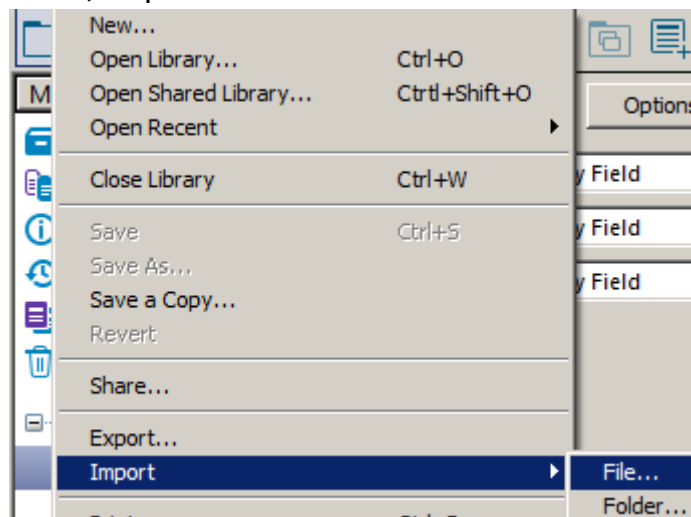 New...
Open Library... Ctrl+O
Open Shared Library... Ctrtl+Shift+O
Open Recent
Close Library Ctrl+W
Save Ctrl+S
Save As...
Save a Copy...
Revert
Share...
Export...
Import
File...
Folder...
M
Options
y Field
y Field
y Field